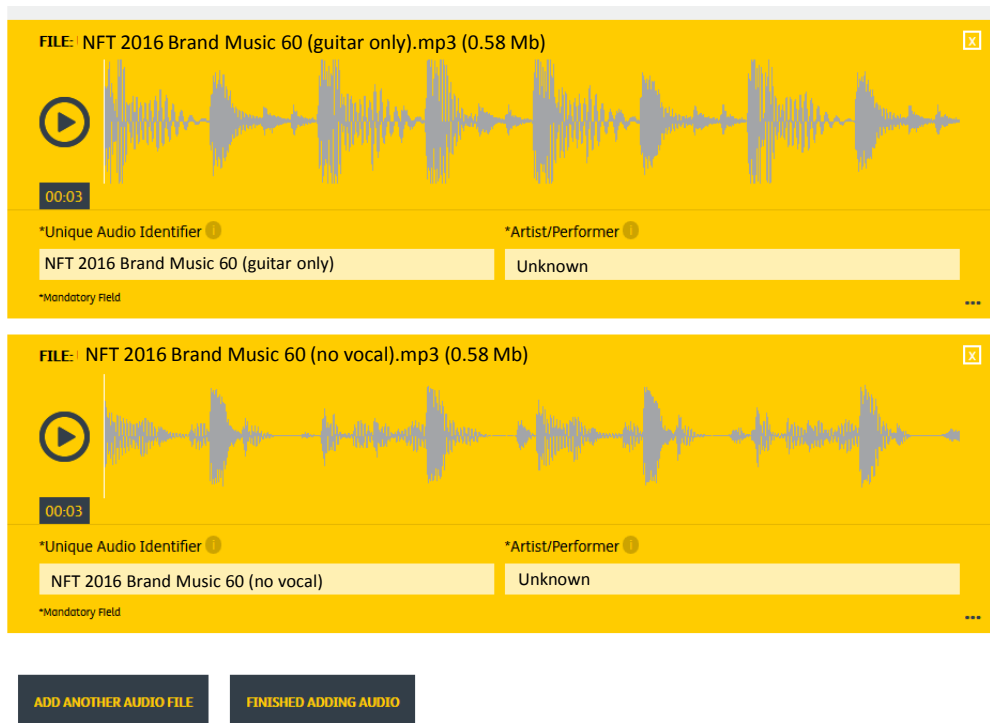 FILE: NFT 2016 Brand Music 60 (guitar only).mp3 (0.58 Mb)
x
00:03
*Unique Audio Identifier i
*Artist/Performer i
NFT 2016 Brand Music 60 (guitar only)
Unknown
*Mandatory Field
...
FILE: NFT 2016 Brand Music 60 (no vocal).mp3 (0.58 Mb)
x
00:03
*Unique Audio Identifier i
*Artist/Performer i
NFT 2016 Brand Music 60 (no vocal)
Unknown
*Mandatory Field
...
ADD ANOTHER AUDIO FILE
FINISHED ADDING AUDIO